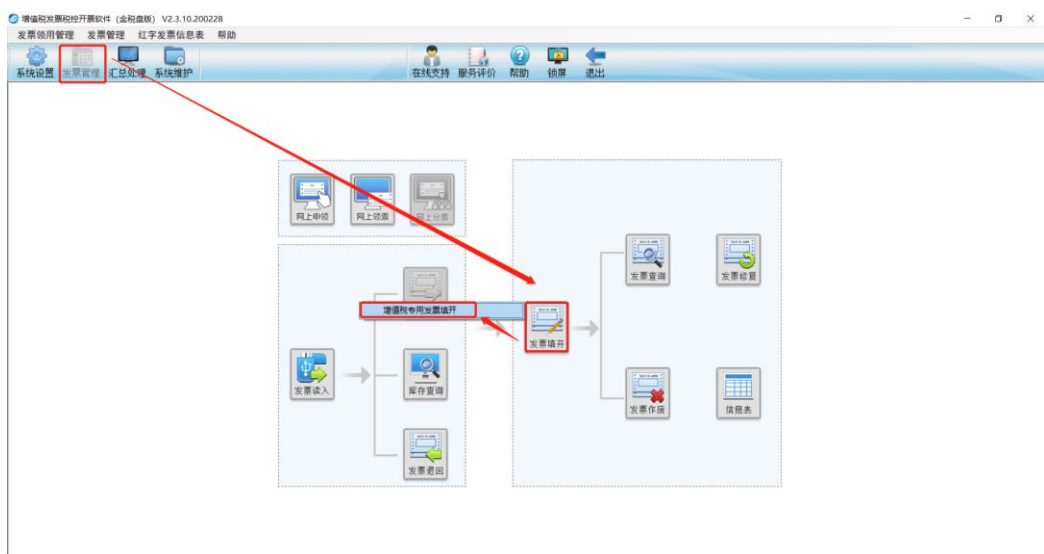 增值税发票税控开票软件（金税盘版） V2.3.10.200228
发票领用管理 发票管理 红字发票信息表 帮助
系统设置 发票管理 汇总处理 系统维护 在线支持 服务评价 帮助 锁屏 退出
网上申领 网上领票 网上分票
发票查询 发票修复
增值税专用发票填开
发票填开
发票读入 库存查询
发票作废 信息表
发票退回